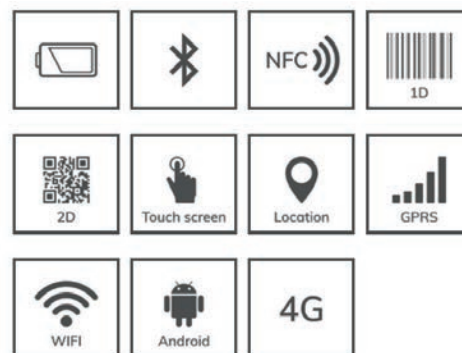 NFC
1D
2D
Touch screen
Location
GPRS
WIFI
Android
4G